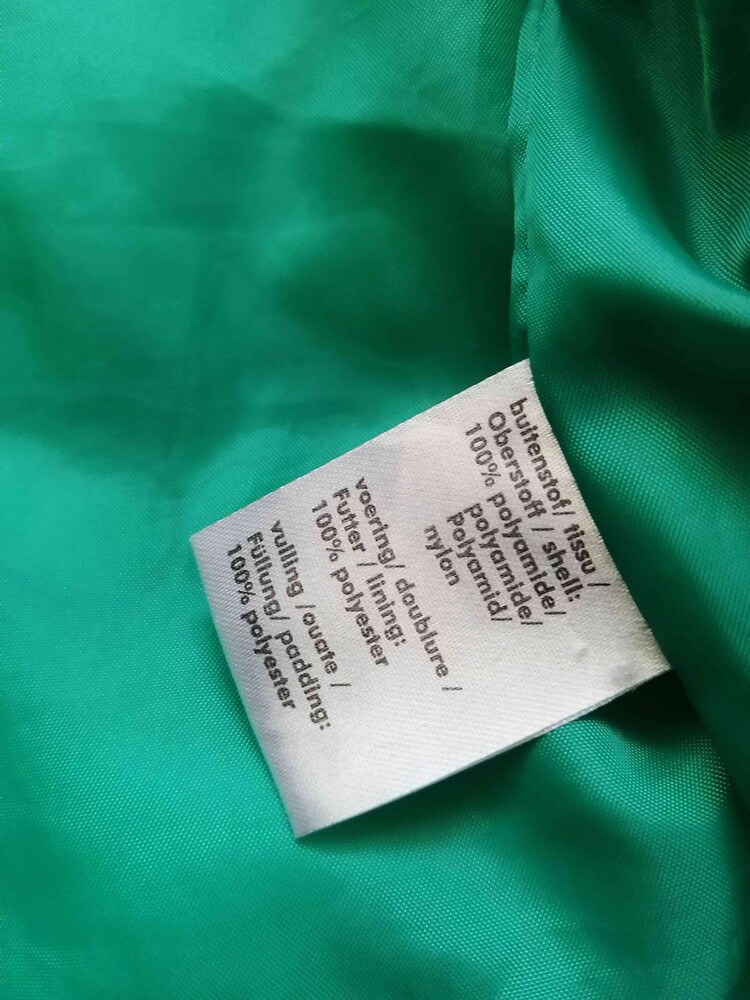 buitenstof/ tissu /
Oberstoff / shell:
100% polyamide/
polyamide/
polyamid/
nylon
voering/ doublure /
Futter / lining:
100% polyester
vulling /ouate /
Füllung/ padding:
100% polyester